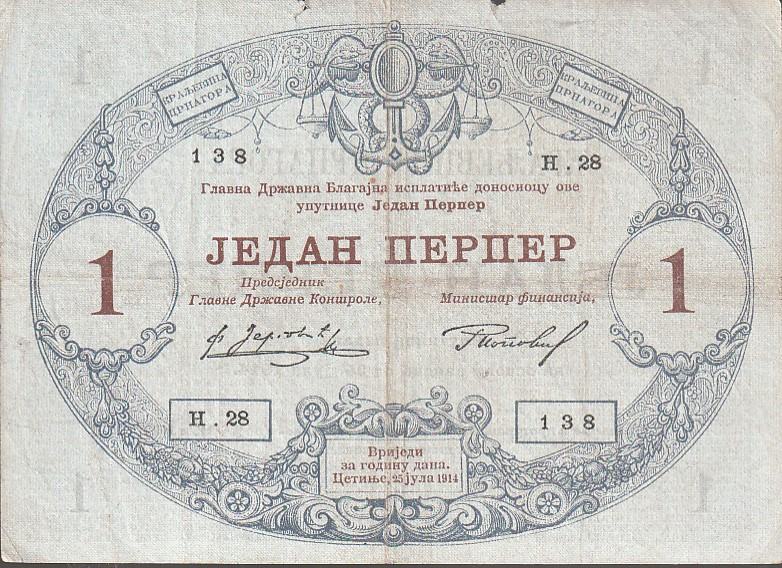 КРАЉЕВИНА
ЦРНАГОРА
КРАЉЕВИНА
ЦРНАГОРА
138
Н.28
Главна Државна Благајна исплатиће доносиоцу ове
упутнице Један Перпер
ЈЕДАН ПЕРПЕР
1
1
Предсједник
Главне Државне Контроле,
Министар финансија,
Н.28
138
Вриједи
за годину дана.
Цетиње, 25 јула 1914